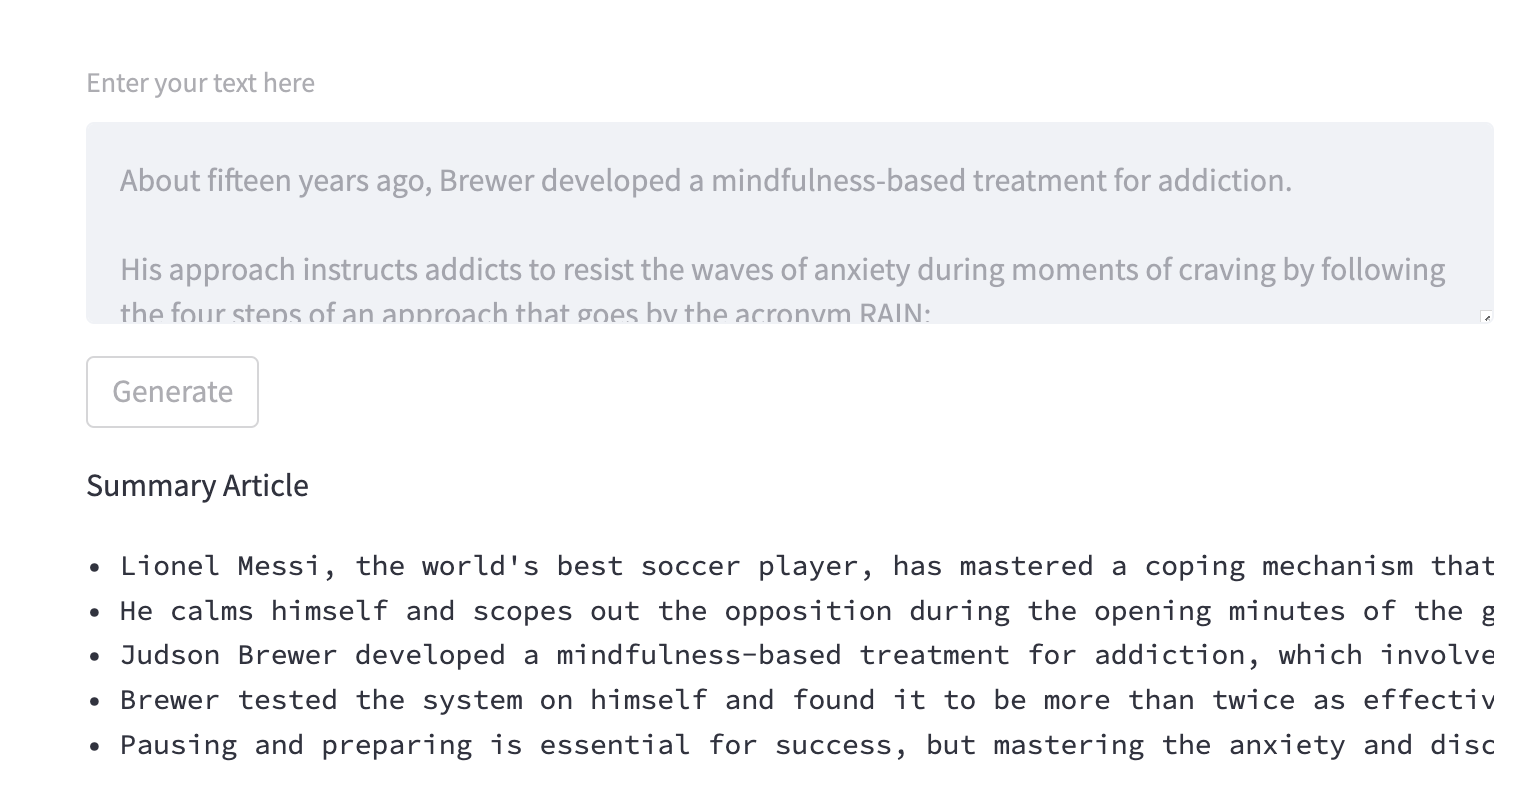 Enter your text here
About fifteen years ago, Brewer developed a mindfulness-based treatment for addiction.
His approach instructs addicts to resist the waves of anxiety during moments of craving by following
the four steps of an approach that goes by the acronym RAIN:
Generate
Summary Article
• Lionel Messi, the world's best soccer player, has mastered a coping mechanism that
• He calms himself and scopes out the opposition during the opening minutes of the g
• Judson Brewer developed a mindfulness-based treatment for addiction, which involve
• Brewer tested the system on himself and found it to be more than twice as effectiv
• Pausing and preparing is essential for success, but mastering the anxiety and disc